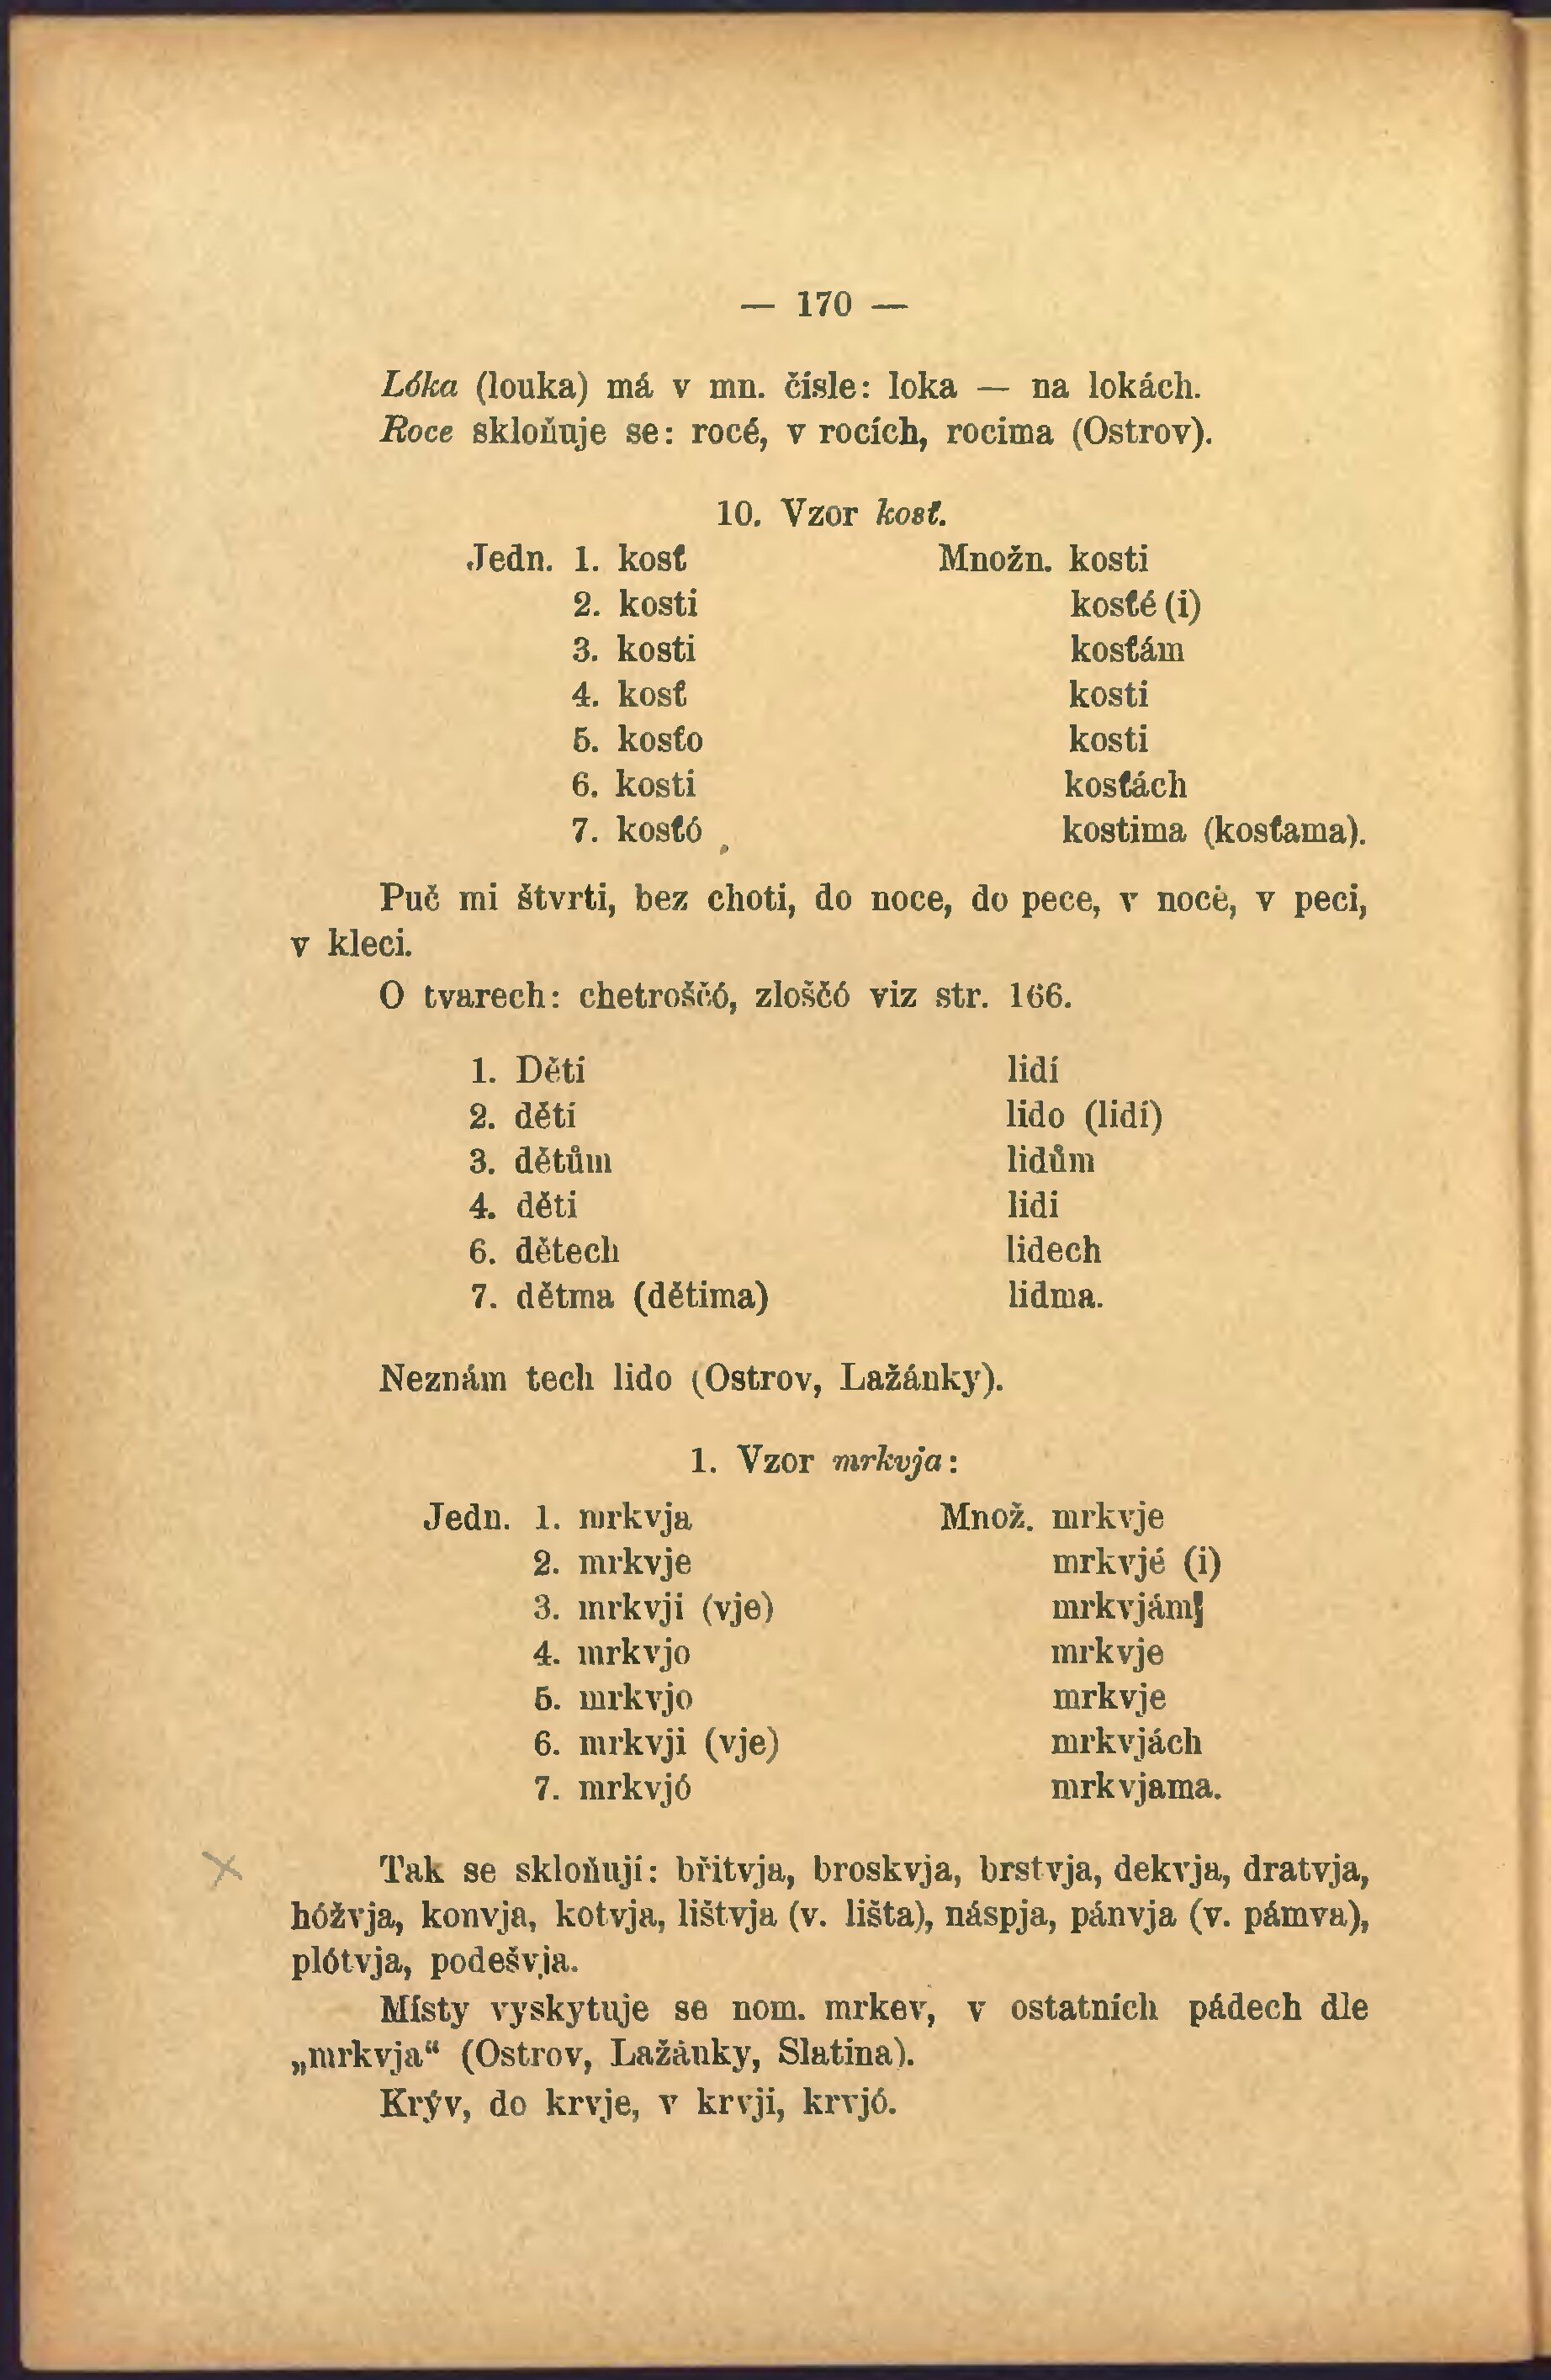 — 170 —
Lóka (louka) má v mn. čísle: loka — na lokách.
Roce skloňuje se: rocé, v rocích, rocima (Ostrov).
10. Vzor kosť.
Jedn. 1. kosť Množn. kosti
2. kosti kosťé (i)
3. kosti kosťám
4. kosť kosti
5. kosťo kosti
6. kosti kosťách
7. kosťó kostima (kosťama).
Puč mi štvrti, bez choti, do noce, do pece, v nocė, v peci,
v kleci.
O tvarech: chetroščó, zloščó viz str. 166.
1. Děti lidí
2. dětí lido (lidí)
3. dětům lidům
4. děti lidi
6. dětech lidech
7. dětma (dětima) lidma.
Neznám tech lido (Ostrov, Lažánky).
1. Vzor mrkvja:
Jedn. 1. mrkvja Množ. mrkvje
2. mrkvje mrkvjé (i)
3. mrkvji (vje) mrkvjám
4. mrkvjo mrkvje
5. mrkvjo mrkvje
6. mrkvji (vje) mrkvjách
7. mrkvjó mrkvjama.
Tak se skloňují: břitvja, broskvja, brstvja, dekvja, dratvja,
hóžvja, konvja, kotvja, lištvja (v. lišta), náspja, pánvja (v. pámva),
plótvja, podešvja.
Místy vyskytuje se nom. mrkev, v ostatních pádech dle
„mrkvja“ (Ostrov, Lažánky, Slatina).
Krýv, do krvje, v krvji, krvjó.